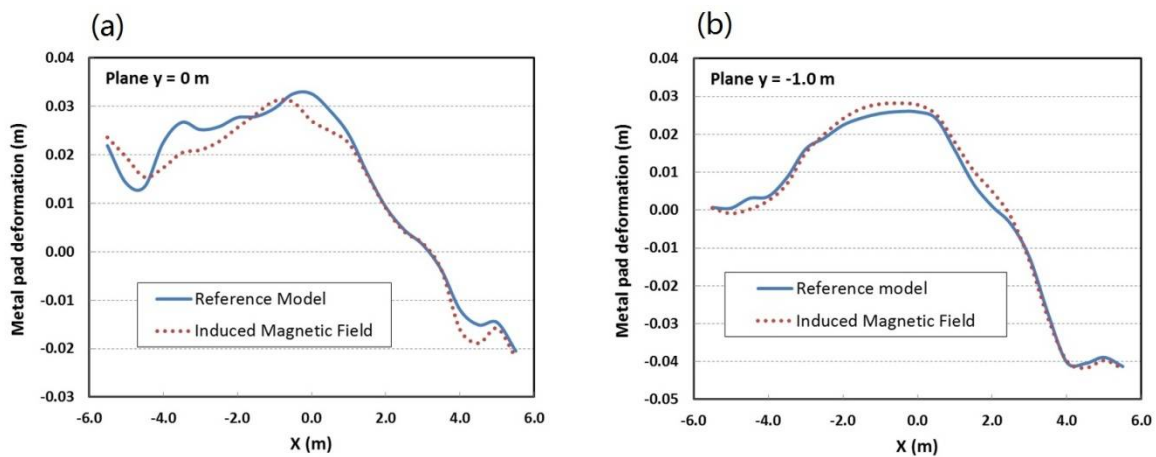 (a)
Plane y = 0 m
Metal pad deformation (m)
0.04
0.03
0.02
0.01
0.00
-0.01
-0.02
-0.03
Reference Model
Induced Magnetic Field
-6.0 -4.0 -2.0 0.0 2.0 4.0 6.0
X (m)
(b)
Plane y = -1.0 m
Metal pad deformation (m)
0.04
0.03
0.02
0.01
0.00
-0.01
-0.02
-0.03
-0.04
-0.05
Reference model
Induced Magnetic Field
-6.0 -4.0 -2.0 0.0 2.0 4.0 6.0
X (m)